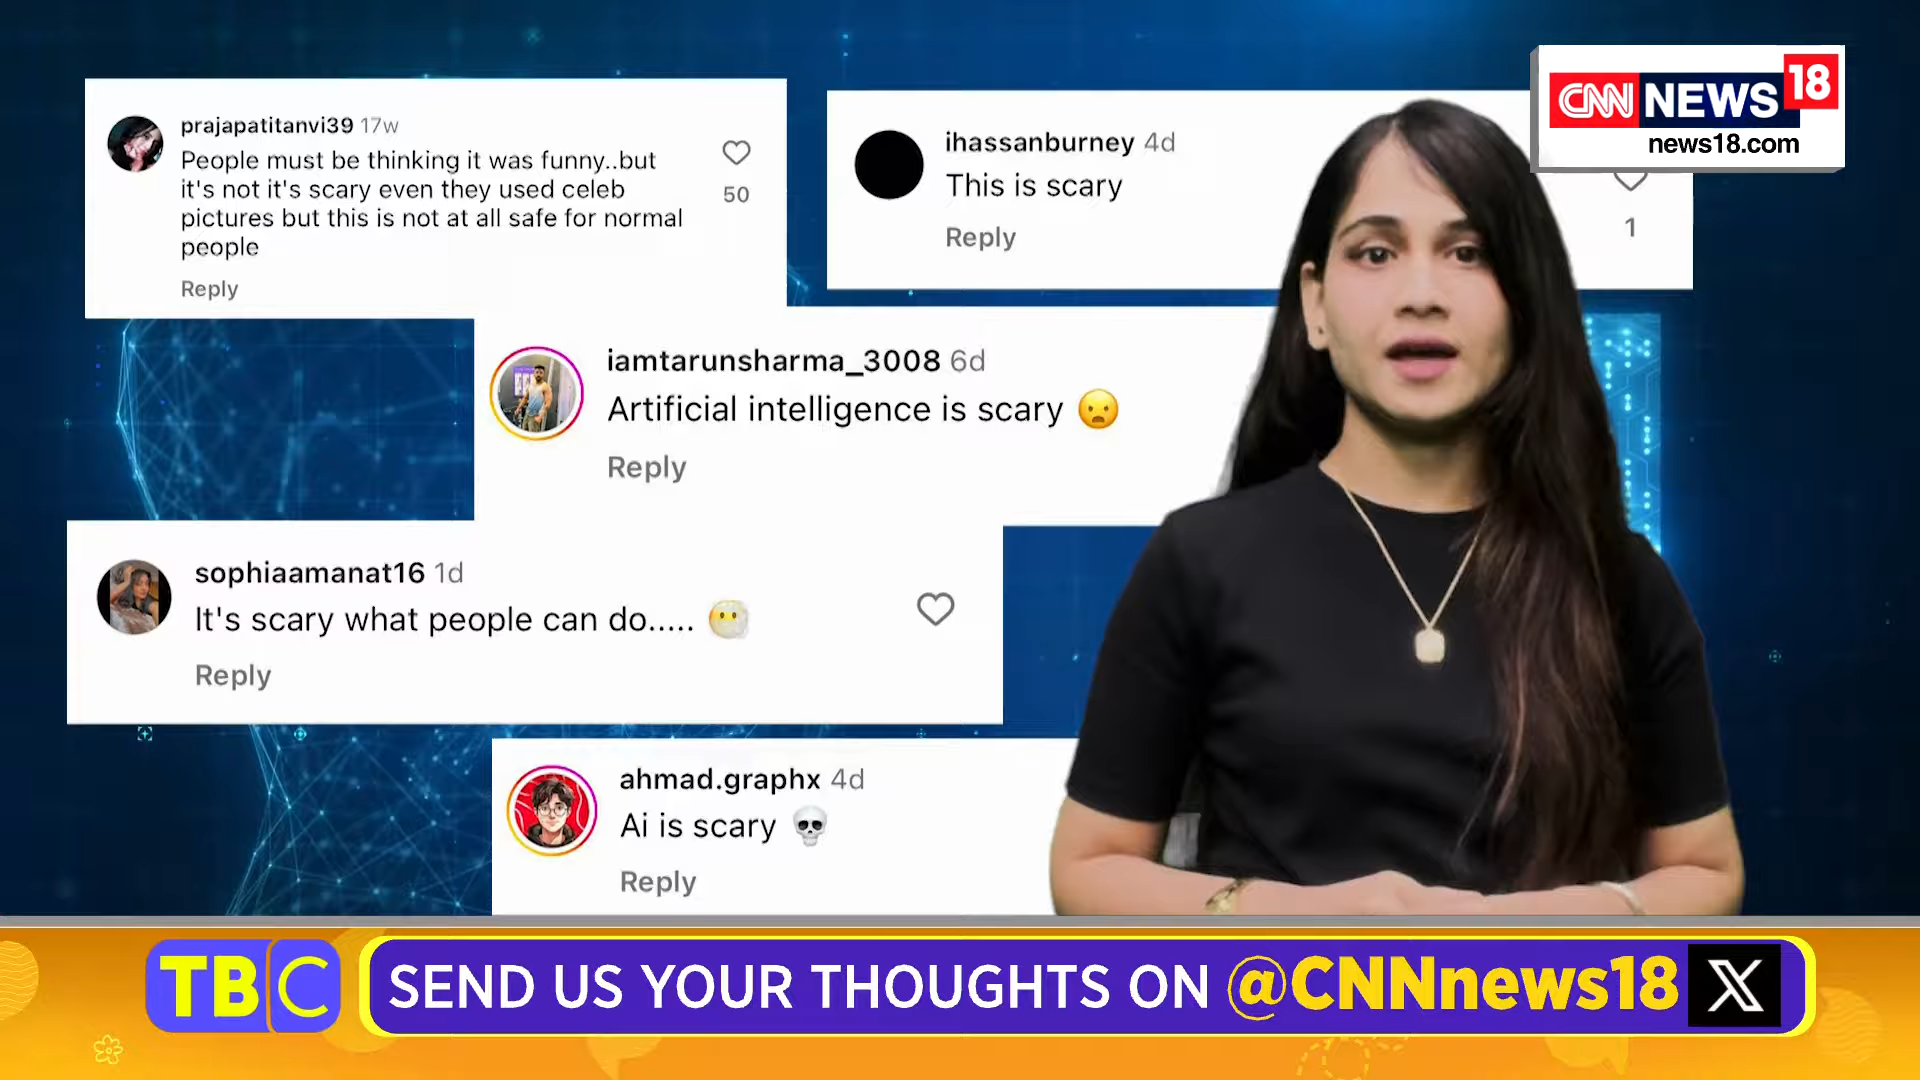 prajapatitanvi39 17w
People must be thinking it was funny..but
it's not it's scary even they used celeb
pictures but this is not at all safe for normal
people
Reply
50
ihassanburney 4d
This is scary
Reply
1
CNN NEWS 18
news18.com
iamtarunsharma_3008 6d
Artificial intelligence is scary 😦
Reply
sophiaamanat16 1d
It's scary what people can do..... 😶‍🌫️
Reply
ahmad.graphx 4d
Ai is scary 💀
Reply
TBC
SEND US YOUR THOUGHTS ON @CNNnews18 X